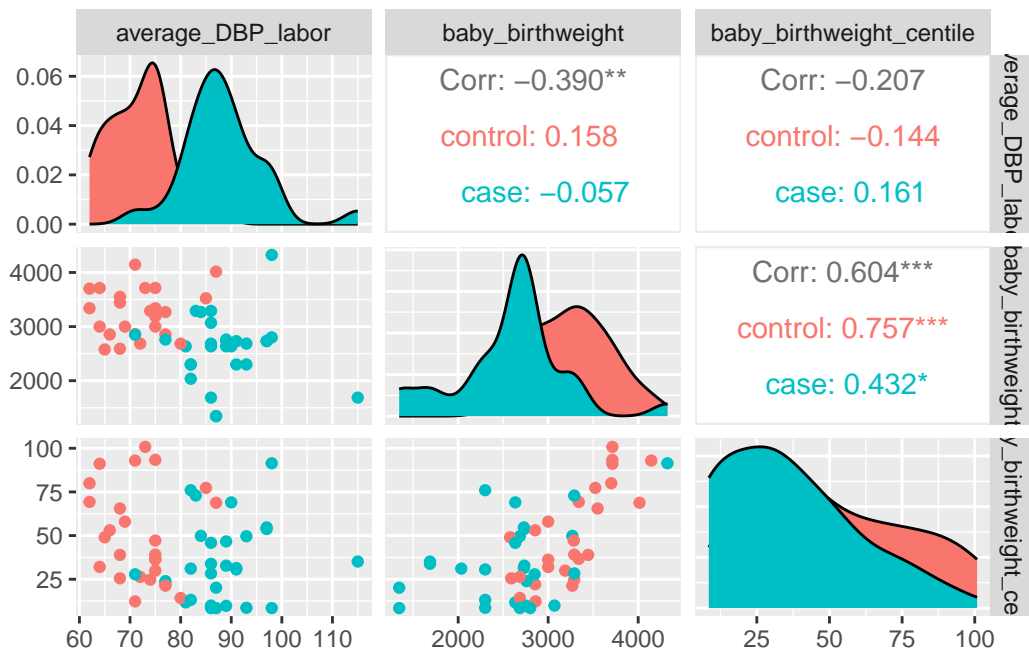 average_DBP_labor baby_birthweight baby_birthweight_centile
0.06
0.04
0.02
0.00
Corr: −0.390**
control: 0.158
case: −0.057
Corr: −0.207
control: −0.144
case: 0.161
verage_DBP_labo
4000
3000
2000
Corr: 0.604***
control: 0.757***
case: 0.432*
baby_birthweight
100
75
50
25
y_birthweight_ce
60 70 80 90 100 110 2000 3000 4000 25 50 75 100